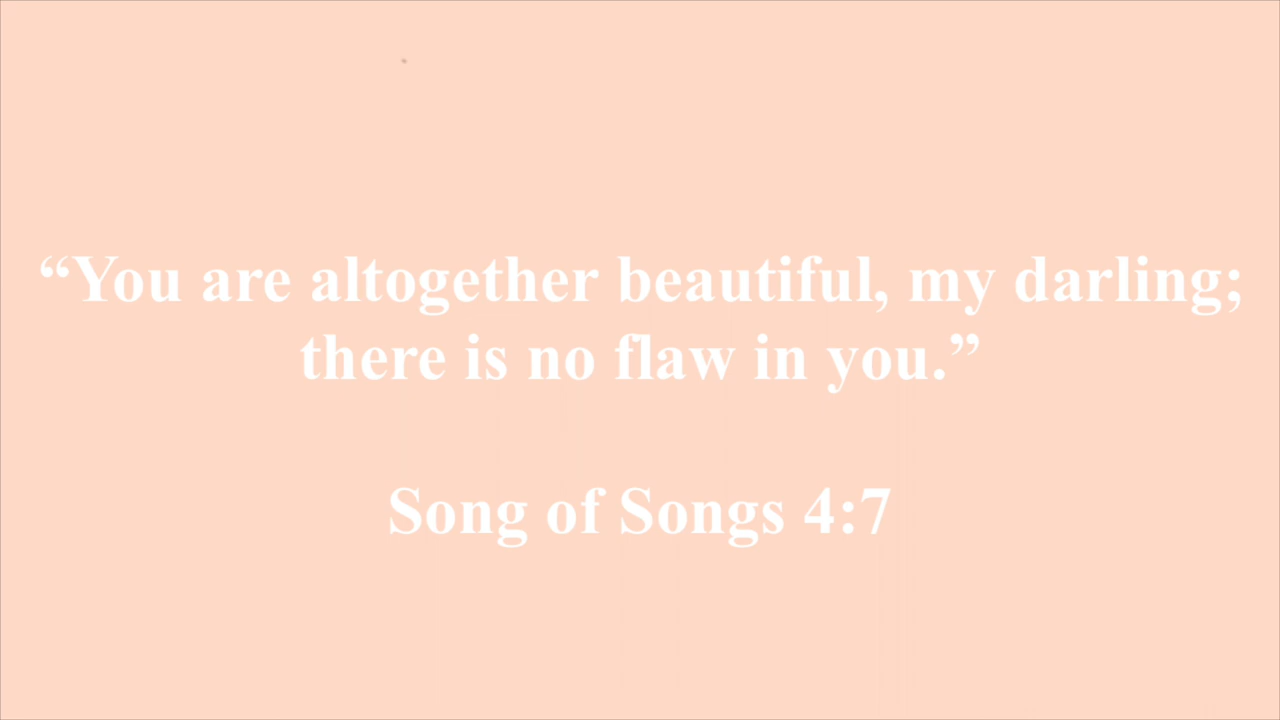 “You are altogether beautiful, my darling;
there is no flaw in you.”
Song of Songs 4:7